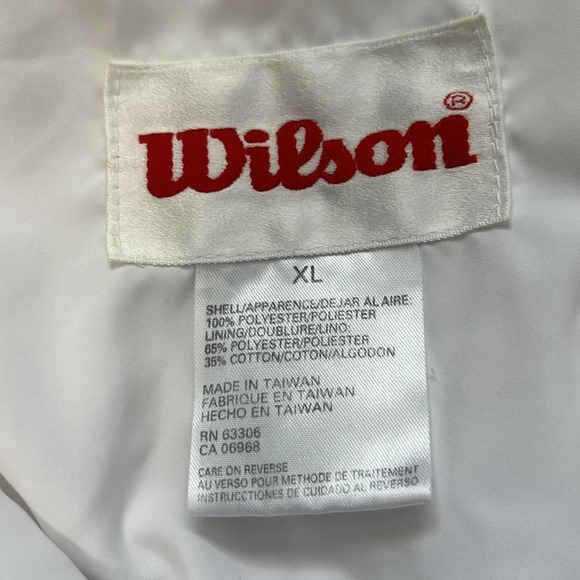 Wilson®
XL
SHELL/APPARENCE/DEJAR AL AIRE:
100% POLYESTER/POLIESTER
LINING/DOUBLURE/LINO:
65% POLYESTER/POLIESTER
35% COTTON/COTON/ALGODON
MADE IN TAIWAN
FABRIQUE EN TAIWAN
HECHO EN TAIWAN
RN 63306
CA 06968
CARE ON REVERSE
AU VERSO POUR METHODE DE TRAITEMENT
INSTRUCTIONES DE CUIDADO AL REVERSO